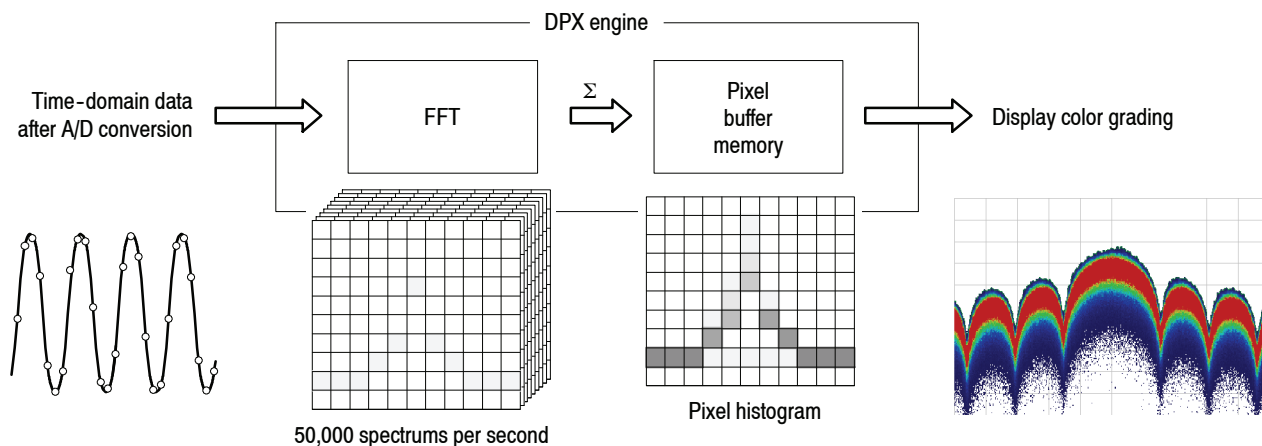 DPX engine
Time-domain data
after A/D conversion
FFT
Σ
Pixel
buffer
memory
Display color grading
Pixel histogram
50,000 spectrums per second